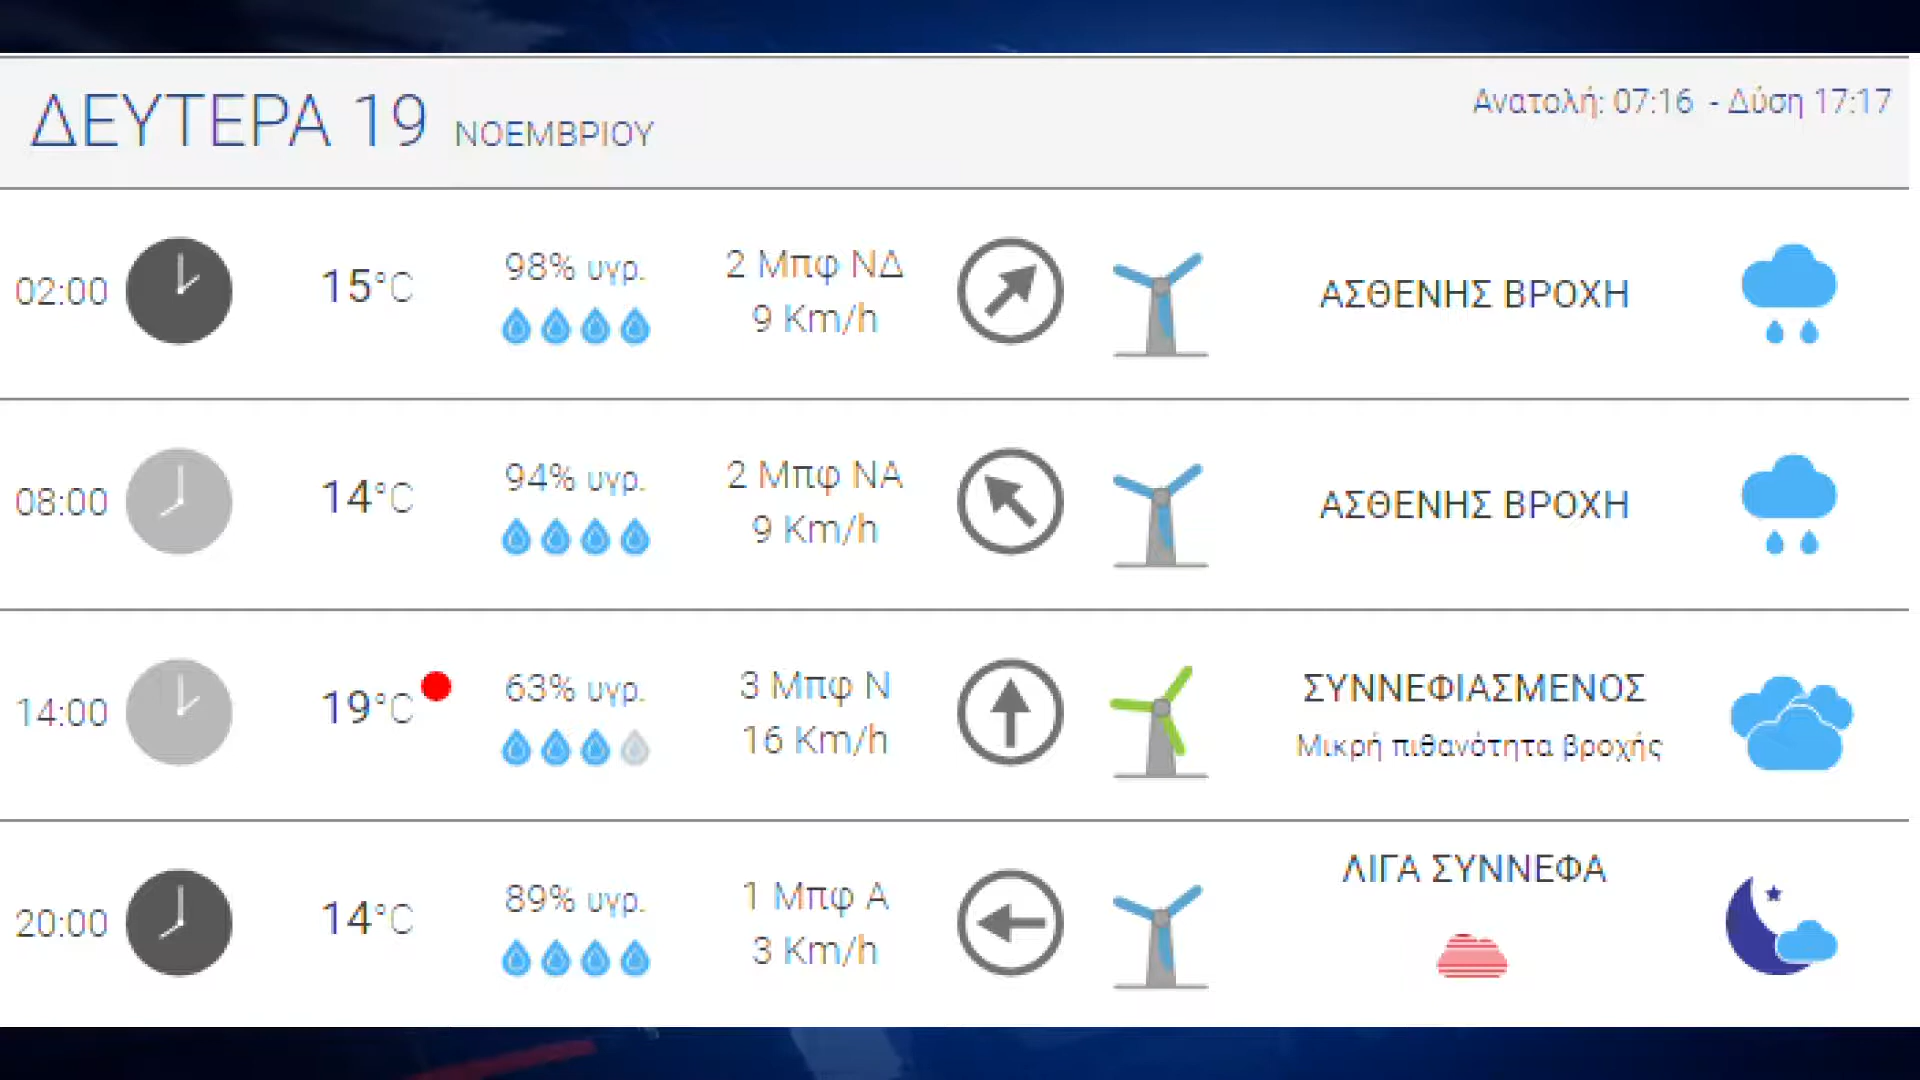 ΔΕΥΤΕΡΑ 19 ΝΟΕΜΒΡΙΟΥ
Ανατολή: 07:16 - Δύση 17:17
02:00 15°C 98% υγρ. 2 Μπφ ΝΔ 9 Km/h ΑΣΘΕΝΗΣ ΒΡΟΧΗ
08:00 14°C 94% υγρ. 2 Μπφ ΝΑ 9 Km/h ΑΣΘΕΝΗΣ ΒΡΟΧΗ
14:00 19°C 63% υγρ. 3 Μπφ Ν 16 Km/h ΣΥΝΝΕΦΙΑΣΜΕΝΟΣ
Μικρή πιθανότητα βροχής
20:00 14°C 89% υγρ. 1 Μπφ Α 3 Km/h ΛΙΓΑ ΣΥΝΝΕΦΑ